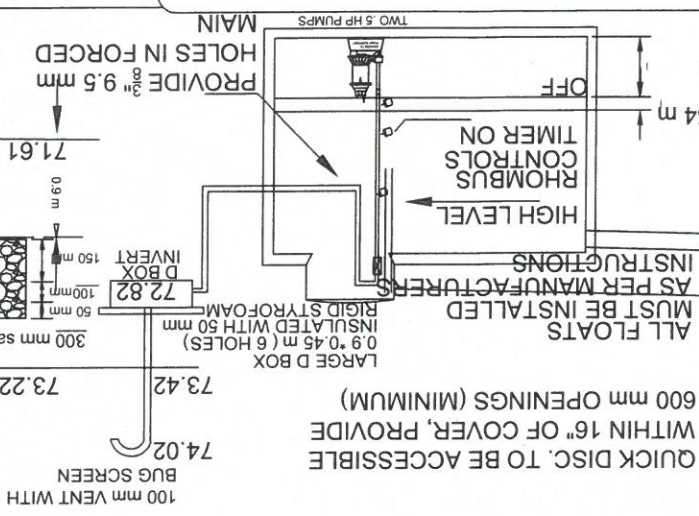 100 mm VENT WITH
BUG SCREEN
74.02
73.42
73.22
QUICK DISC. TO BE ACCESSIBLE
WITHIN 16" OF COVER, PROVIDE
600 mm OPENINGS (MINIMUM)
LARGE D BOX
0.9 *0.45 m ( 6 HOLES)
INSULATED WITH 50 mm
RIGID STYROFOAM
300 mm sa
50 mm
100mm
150 mm
72.82
D BOX
INVERT
ALL FLOATS
MUST BE INSTALLED
AS PER MANUFACTURERS
INSTRUCTIONS
HIGH LEVEL
RHOMBUS
CONTROLS
TIMER ON
OFF
0.9 m
71.61
PROVIDE 3/8" 9.5 mm
HOLES IN FORCED
MAIN
4 m
TWO .5 HP PUMPS